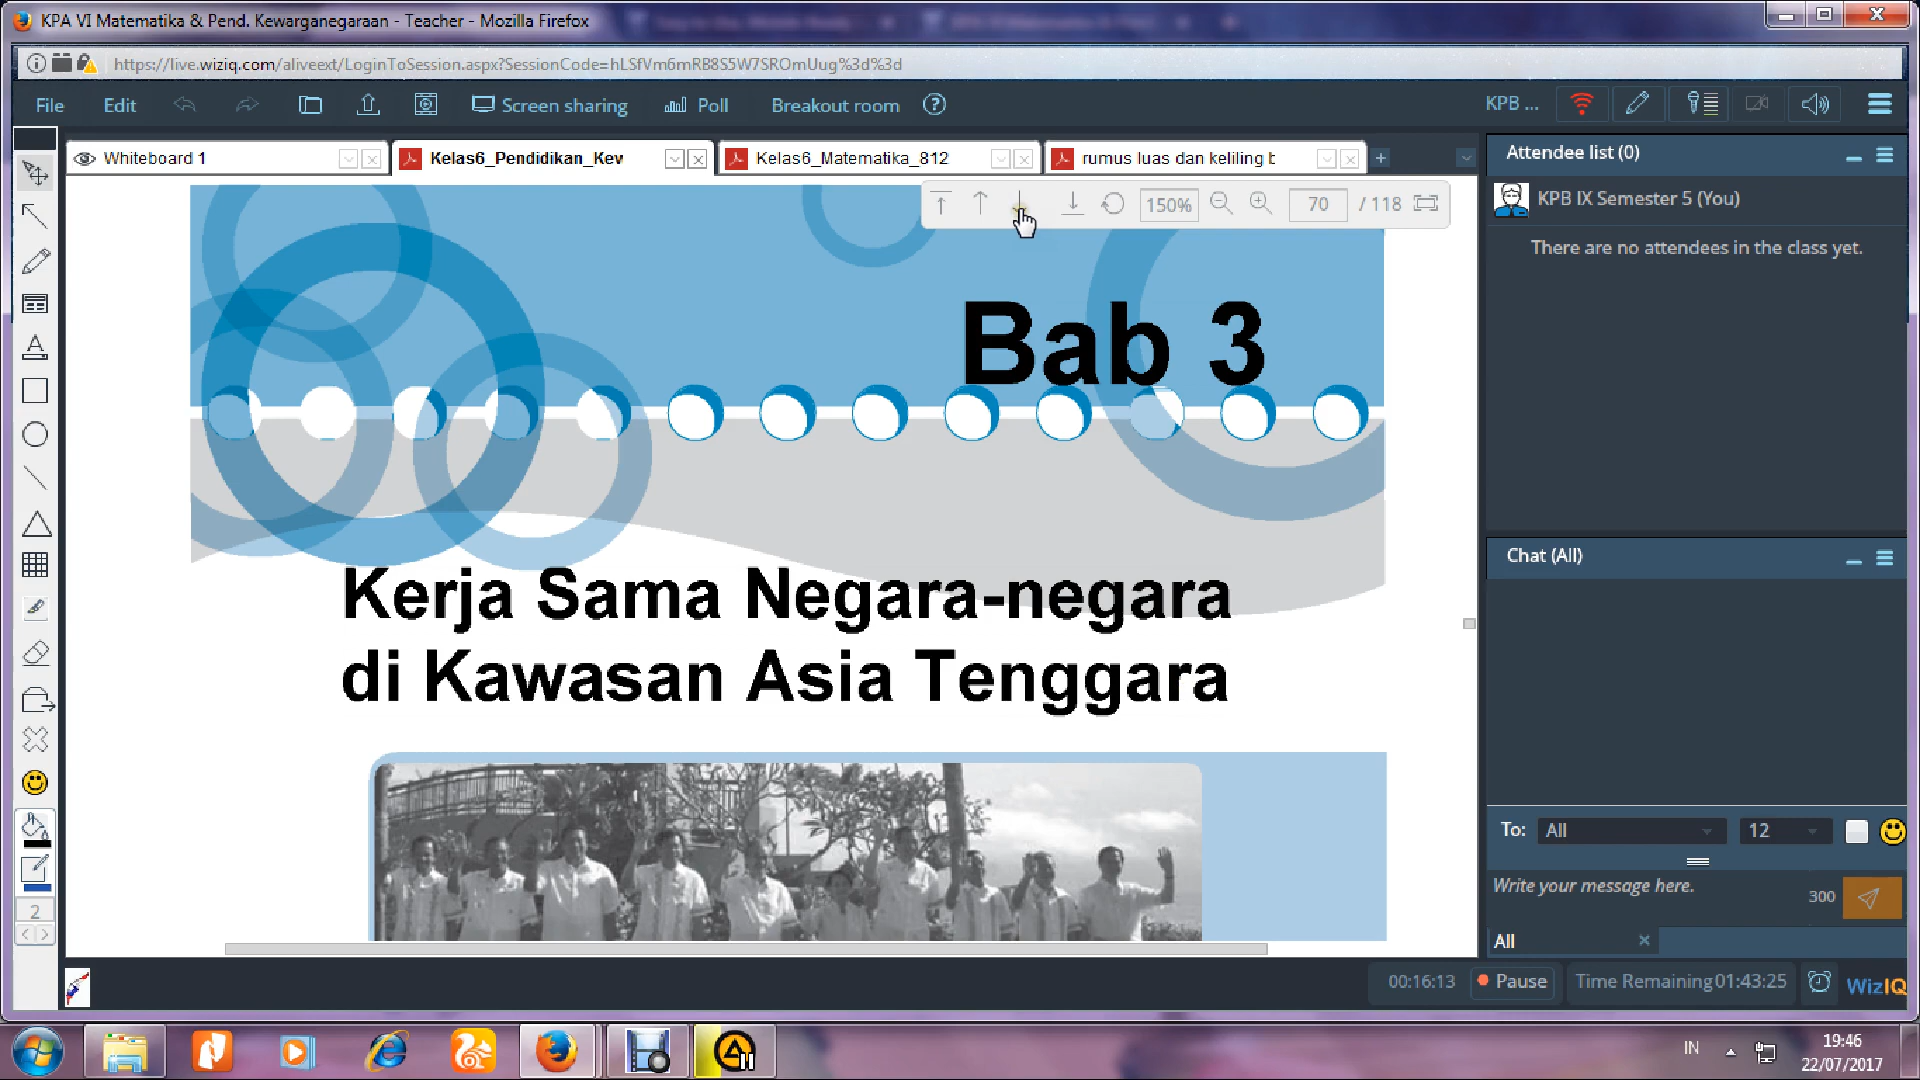 KPA VI Matematika & Pend. Kewarganegaraan - Teacher - Mozilla Firefox
https://live.wiziq.com/aliveext/LoginToSession.aspx?SessionCode=hLSfVm6mRB8S5W7SROmUug%3d%3d
File Edit Screen sharing Poll Breakout room KPB ...
Whiteboard 1 Kelas6_Pendidikan_Kev Kelas6_Matematika_812 rumus luas dan keliling b
150% 70 / 118
Bab 3
Kerja Sama Negara-negara
di Kawasan Asia Tenggara
2
Attendee list (0)
KPB IX Semester 5 (You)
There are no attendees in the class yet.
Chat (All)
To: All 12
Write your message here. 300
All
00:16:13 Pause Time Remaining 01:43:25 WizIQ
IN 19:46
22/07/2017